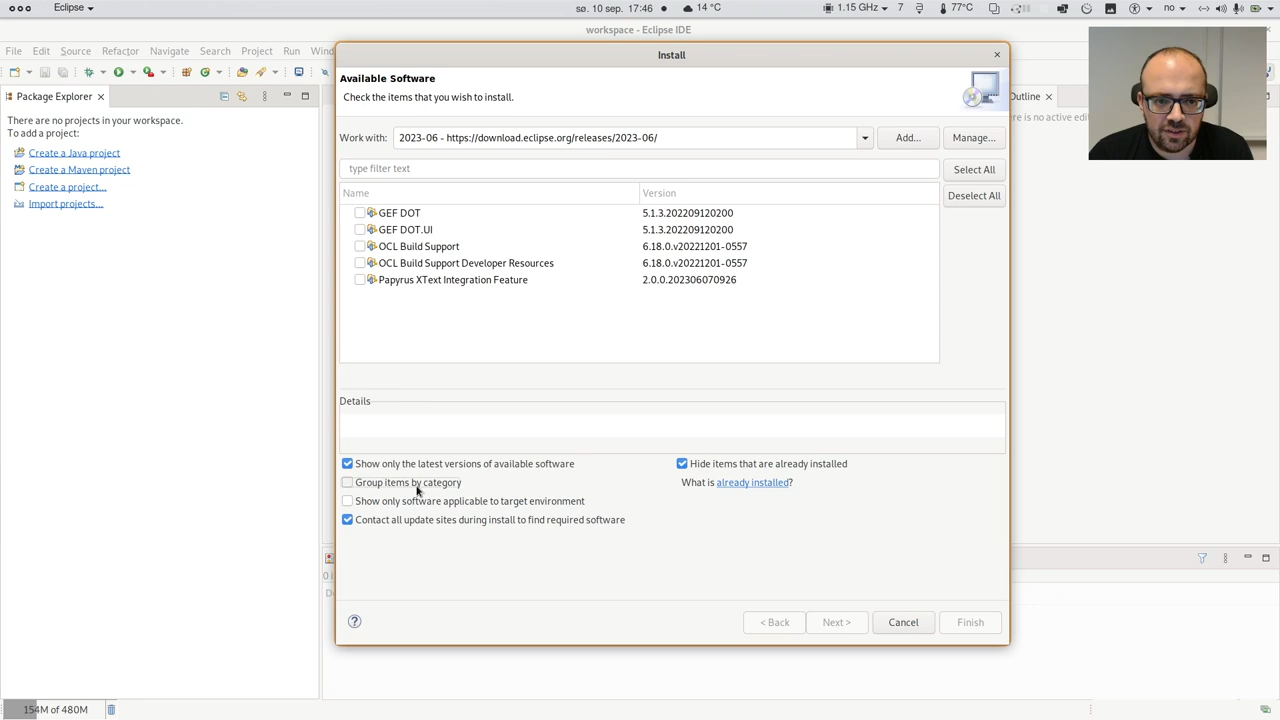 Eclipse
sø. 10 sep. 17:46
14 °C
1.15 GHz
7
77°C
no
workspace - Eclipse IDE
File Edit Source Refactor Navigate Search Project Run
Install
Available Software
Check the items that you wish to install.
Package Explorer
Outline
There are no projects in your workspace.
To add a project:
Create a Java project
Create a Maven project
Create a project...
Import projects...
Work with: 2023-06 - https://download.eclipse.org/releases/2023-06/ Add... Manage...
type filter text
Select All
Deselect All
Name Version
GEF DOT 5.1.3.202209120200
GEF DOT.UI 5.1.3.202209120200
OCL Build Support 6.18.0.v20221201-0557
OCL Build Support Developer Resources 6.18.0.v20221201-0557
Papyrus XText Integration Feature 2.0.0.202306070926
Details
Show only the latest versions of available software
Hide items that are already installed
Group items by category
What is already installed?
Show only software applicable to target environment
Contact all update sites during install to find required software
< Back Next > Cancel Finish
154M of 480M